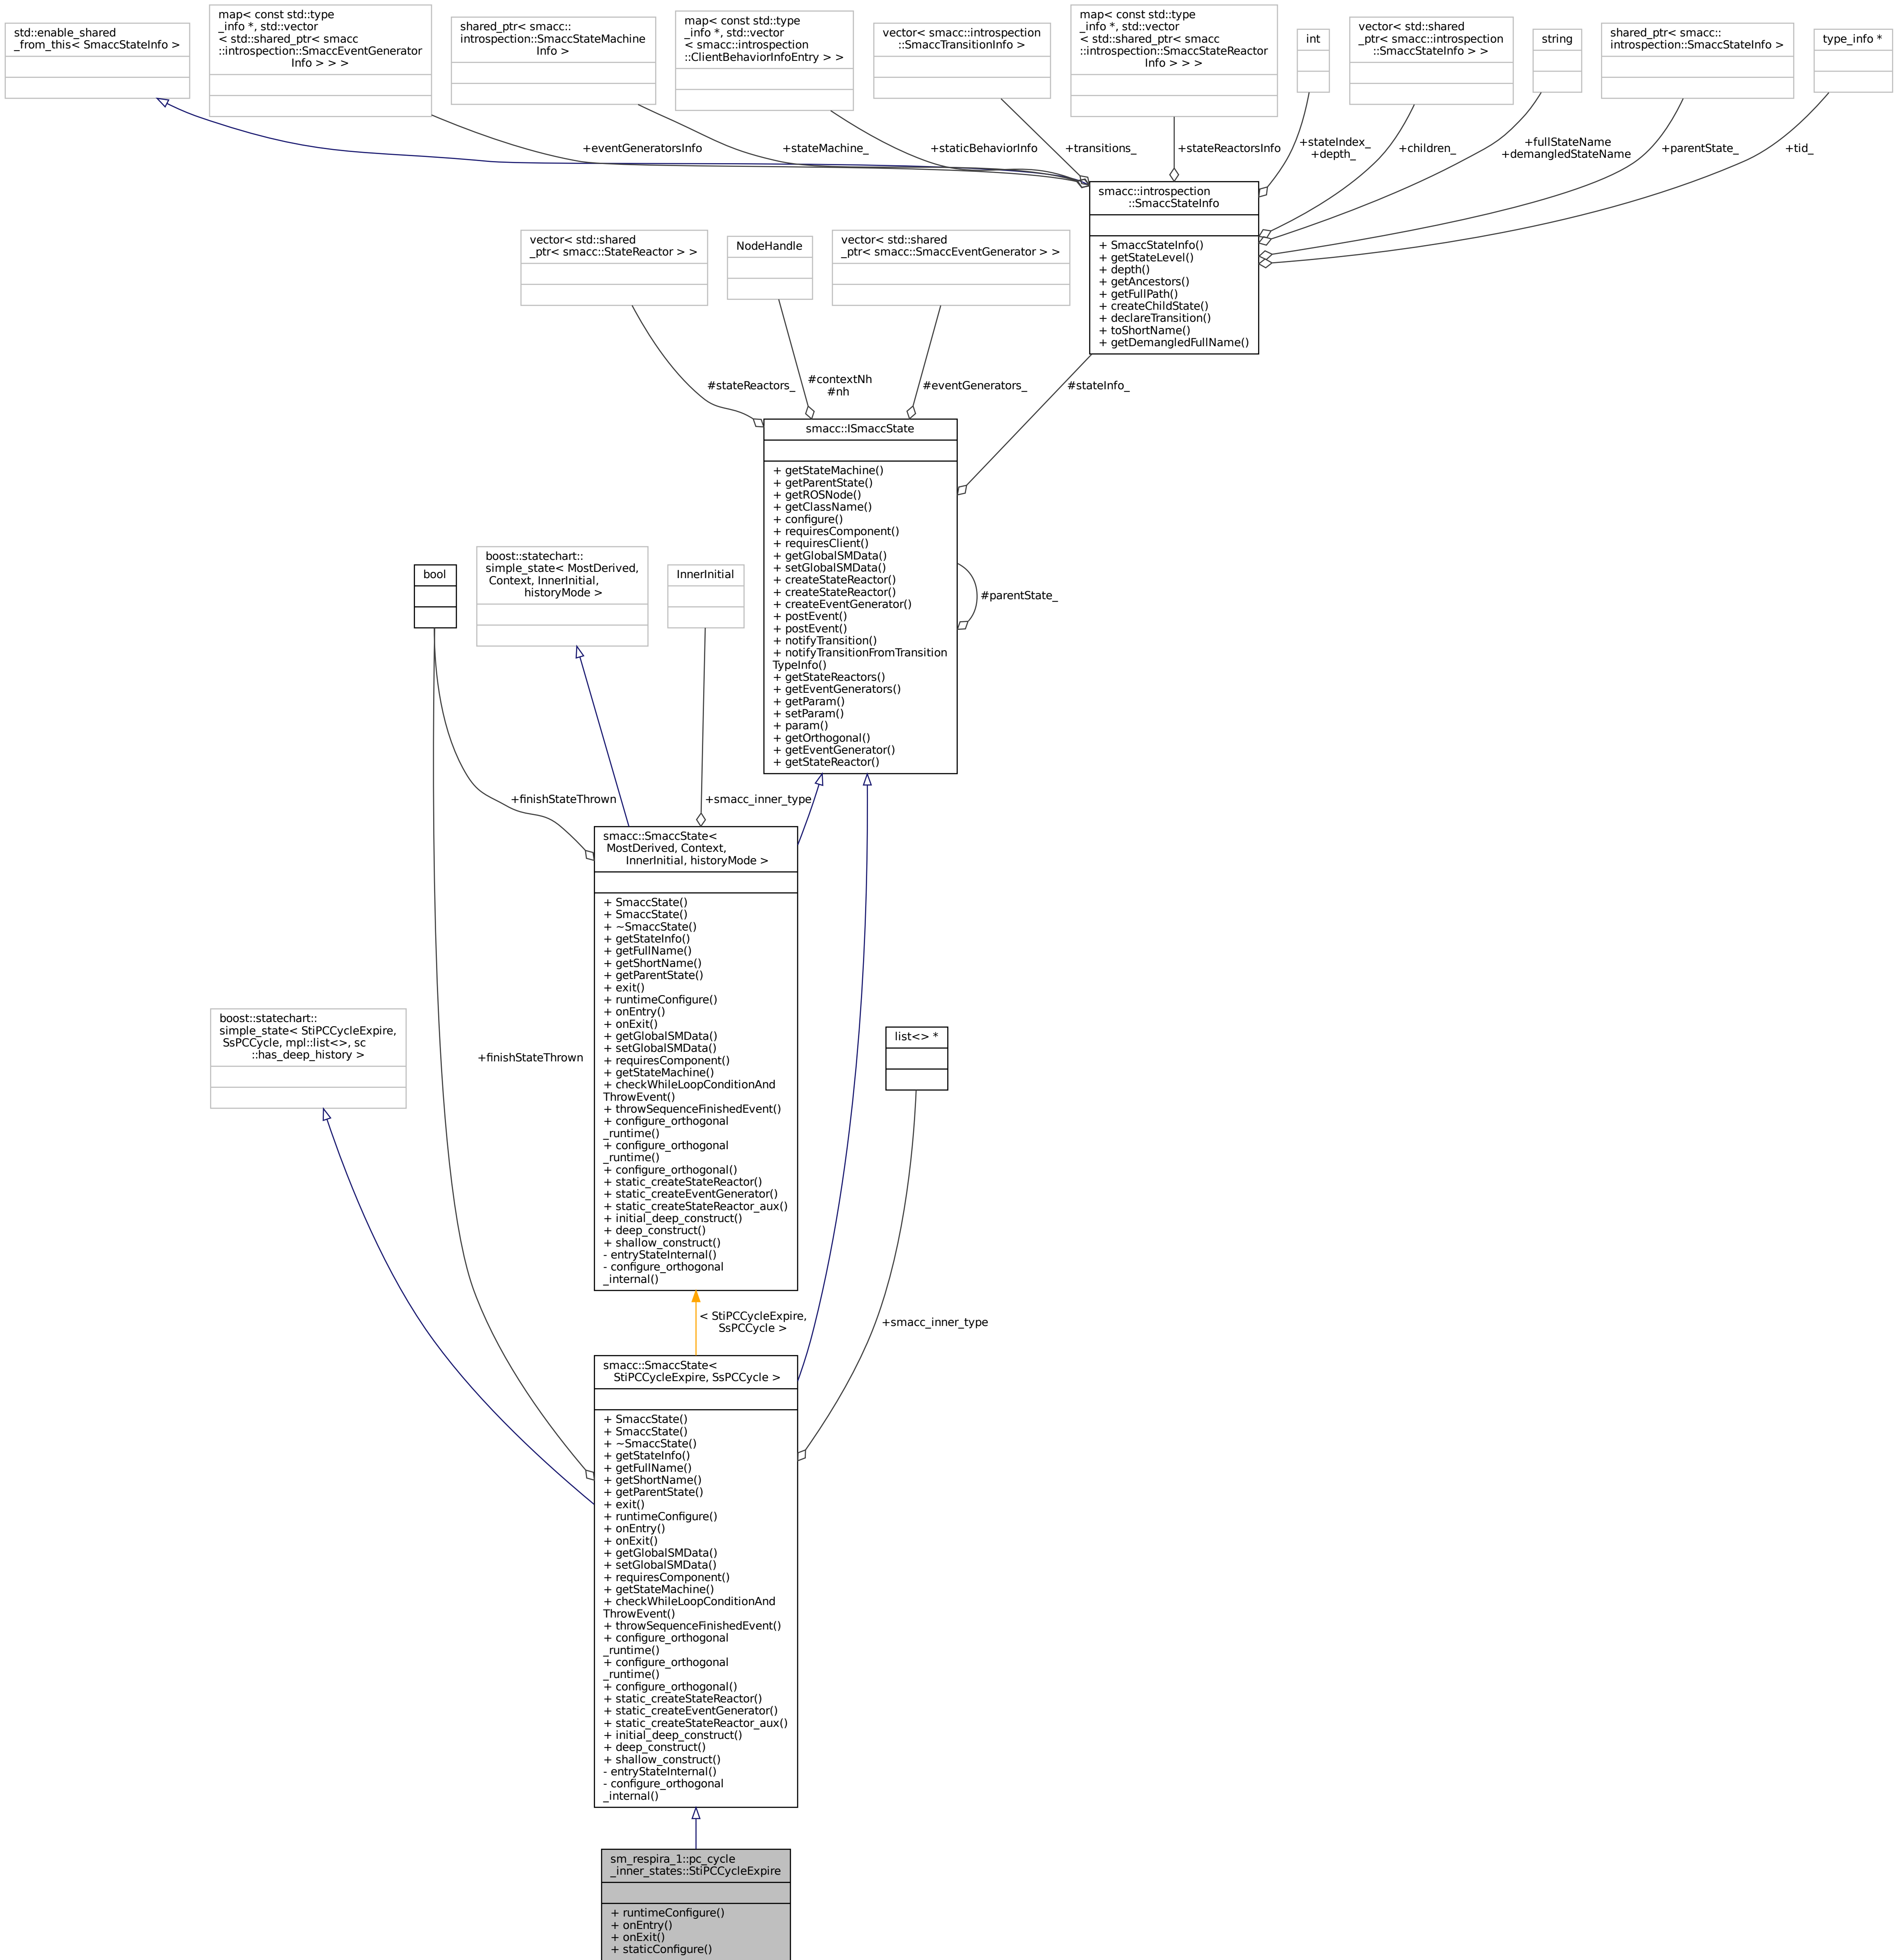 std::enable_shared
_from_this< SmaccStateInfo >
map< const std::type
_info *, std::vector
< std::shared_ptr< smacc
::introspection::SmaccEventGenerator
Info > > >
shared_ptr< smacc::
introspection::SmaccStateMachine
Info >
map< const std::type
_info *, std::vector
< smacc::introspection
::ClientBehaviorInfoEntry > >
vector< smacc::introspection
::SmaccTransitionInfo >
map< const std::type
_info *, std::vector
< std::shared_ptr< smacc
::introspection::SmaccStateReactor
Info > > >
int
vector< std::shared
_ptr< smacc::introspection
::SmaccStateInfo > >
string
shared_ptr< smacc::
introspection::SmaccStateInfo >
type_info *
+eventGeneratorsInfo
+stateMachine_
+staticBehaviorInfo
+transitions_
+stateReactorsInfo
+stateIndex_
+depth_
+children_
+fullStateName
+demangledStateName
+parentState_
+tid_
smacc::introspection
::SmaccStateInfo
+ SmaccStateInfo()
+ getStateLevel()
+ depth()
+ getAncestors()
+ getFullPath()
+ createChildState()
+ declareTransition()
+ toShortName()
+ getDemangledFullName()
vector< std::shared
_ptr< smacc::StateReactor > >
NodeHandle
vector< std::shared
_ptr< smacc::SmaccEventGenerator > >
#stateReactors_
#contextNh
#nh
#eventGenerators_
#stateInfo_
smacc::ISmaccState
+ getStateMachine()
+ getParentState()
+ getROSNode()
+ getClassName()
+ configure()
+ requiresComponent()
+ requiresClient()
+ getGlobalSMData()
+ setGlobalSMData()
+ createStateReactor()
+ createStateReactor()
+ createEventGenerator()
+ postEvent()
+ postEvent()
+ notifyTransition()
+ notifyTransitionFromTransition
TypeInfo()
+ getStateReactors()
+ getEventGenerators()
+ getParam()
+ setParam()
+ param()
+ getOrthogonal()
+ getEventGenerator()
+ getStateReactor()
#parentState_
bool
boost::statechart::
simple_state< MostDerived,
Context, InnerInitial,
historyMode >
InnerInitial
+finishStateThrown
+smacc_inner_type
smacc::SmaccState<
MostDerived, Context,
InnerInitial, historyMode >
+ SmaccState()
+ SmaccState()
+ ~SmaccState()
+ getStateInfo()
+ getFullName()
+ getShortName()
+ getParentState()
+ exit()
+ runtimeConfigure()
+ onEntry()
+ onExit()
+ getGlobalSMData()
+ setGlobalSMData()
+ requiresComponent()
+ getStateMachine()
+ checkWhileLoopConditionAnd
ThrowEvent()
+ throwSequenceFinishedEvent()
+ configure_orthogonal
_runtime()
+ configure_orthogonal
_runtime()
+ configure_orthogonal()
+ static_createStateReactor()
+ static_createEventGenerator()
+ static_createStateReactor_aux()
+ initial_deep_construct()
+ deep_construct()
+ shallow_construct()
- entryStateInternal()
- configure_orthogonal
_internal()
boost::statechart::
simple_state< StiPCCycleExpire,
SsPCCycle, mpl::list<>, sc
::has_deep_history >
+finishStateThrown
list<> *
< StiPCCycleExpire,
SsPCCycle >
+smacc_inner_type
smacc::SmaccState<
StiPCCycleExpire, SsPCCycle >
+ SmaccState()
+ SmaccState()
+ ~SmaccState()
+ getStateInfo()
+ getFullName()
+ getShortName()
+ getParentState()
+ exit()
+ runtimeConfigure()
+ onEntry()
+ onExit()
+ getGlobalSMData()
+ setGlobalSMData()
+ requiresComponent()
+ getStateMachine()
+ checkWhileLoopConditionAnd
ThrowEvent()
+ throwSequenceFinishedEvent()
+ configure_orthogonal
_runtime()
+ configure_orthogonal
_runtime()
+ configure_orthogonal()
+ static_createStateReactor()
+ static_createEventGenerator()
+ static_createStateReactor_aux()
+ initial_deep_construct()
+ deep_construct()
+ shallow_construct()
- entryStateInternal()
- configure_orthogonal
_internal()
sm_respira_1::pc_cycle
_inner_states::StiPCCycleExpire
+ runtimeConfigure()
+ onEntry()
+ onExit()
+ staticConfigure()